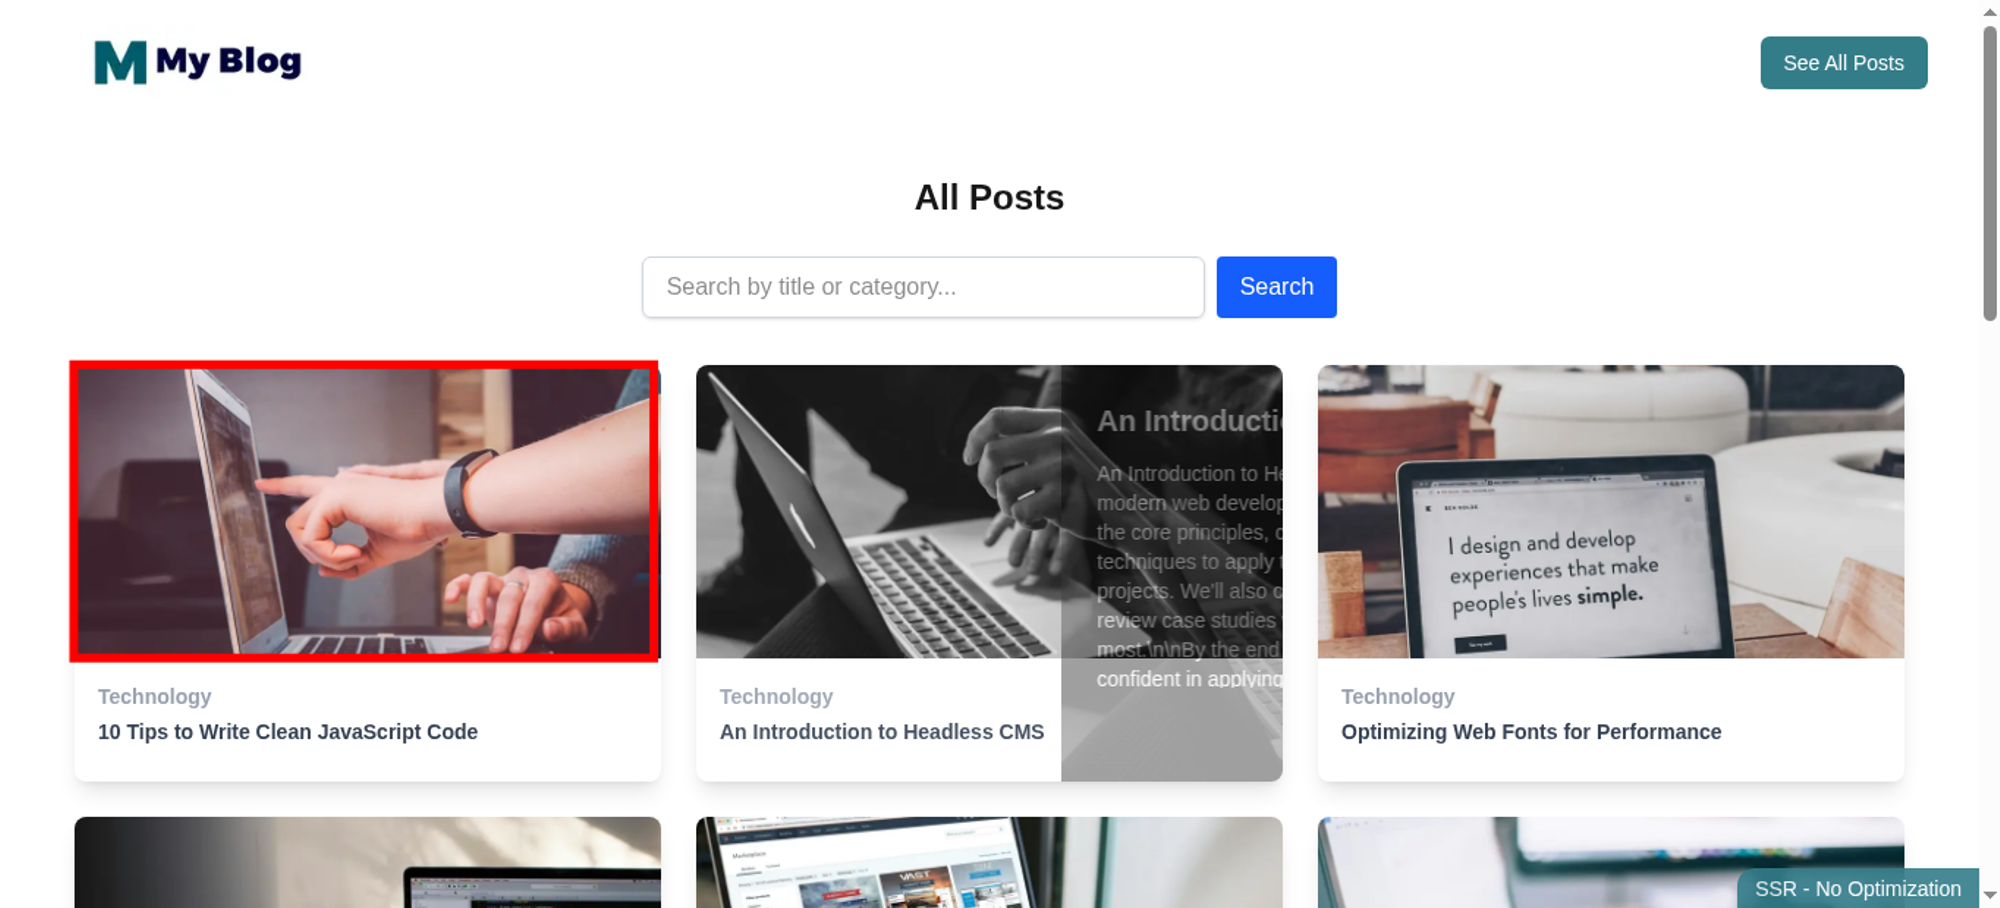 M My Blog
See All Posts
All Posts
Search by title or category...
Search
An Introducti
An Introduction to He
modern web develop
the core principles, c
techniques to apply t
projects. We'll also c
review case studies
most.\n\nBy the end
confident in applying
I design and develop
experiences that make
people's lives simple.
Technology
10 Tips to Write Clean JavaScript Code
Technology
An Introduction to Headless CMS
Technology
Optimizing Web Fonts for Performance
Marketplace
VAST
SSR - No Optimization